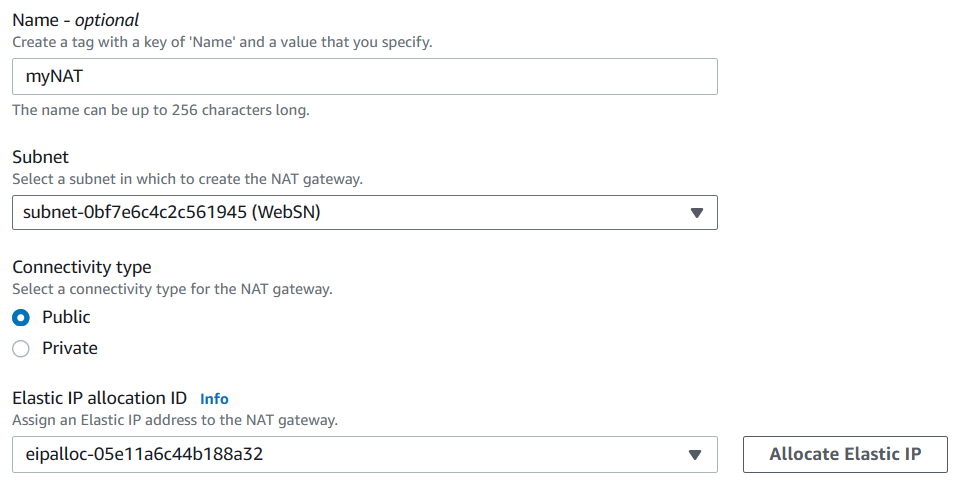 Name - optional
Create a tag with a key of 'Name' and a value that you specify.
myNAT
The name can be up to 256 characters long.
Subnet
Select a subnet in which to create the NAT gateway.
subnet-0bf7e6c4c2c561945 (WebSN)
Connectivity type
Select a connectivity type for the NAT gateway.
Public
Private
Elastic IP allocation ID Info
Assign an Elastic IP address to the NAT gateway.
eipalloc-05e11a6c44b188a32 Allocate Elastic IP